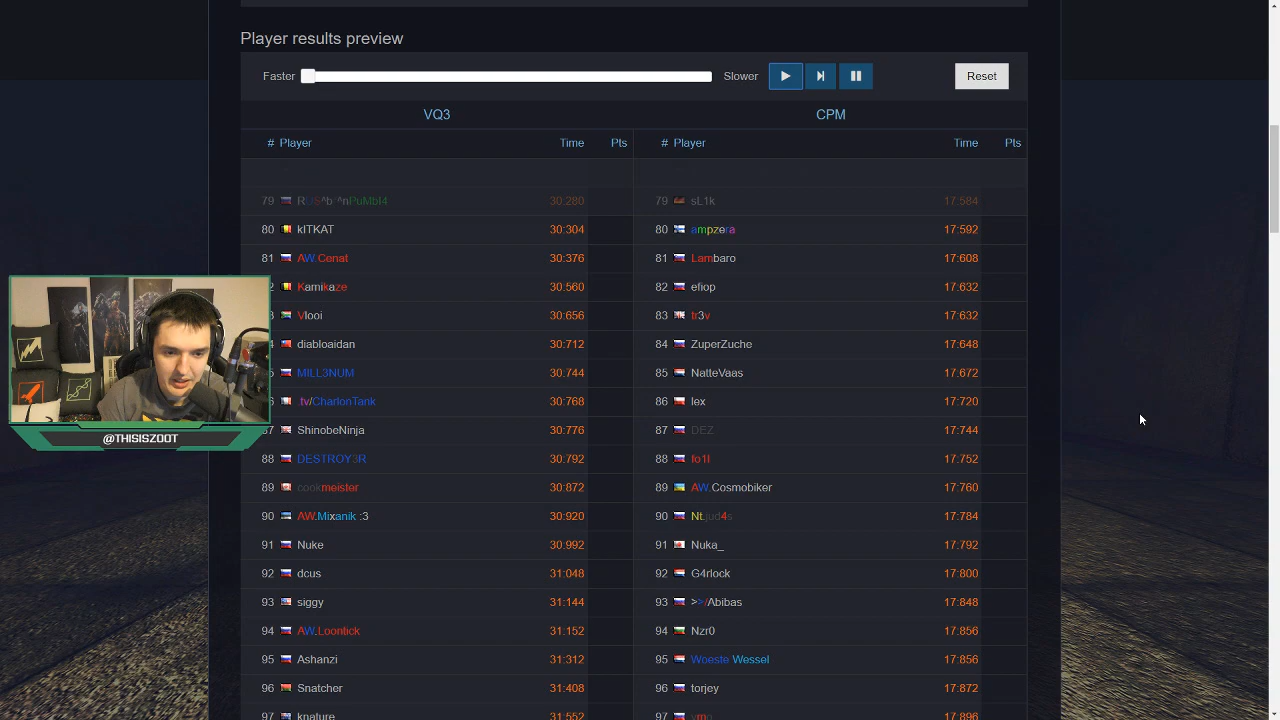 Player results preview
Faster Slower Reset
VQ3 CPM
# Player Time Pts # Player Time Pts
79 30:280 79 sL1k 17:584
80 kITKAT 30:304 80 ampzera 17:592
81 AW.Cenat 30:376 81 Lambaro 17:608
Kamikaze 30:560 82 efiop 17:632
Vlooi 30:656 83 tr3v 17:632
diabloaidan 30:712 84 ZuperZuche 17:648
MILL3NUM 30:744 85 NatteVaas 17:672
.tv/CharlonTank 30:768 86 lex 17:720
ShinobeNinja 30:776 87 DEZ 17:744
88 DESTROY3R 30:792 88 fo1l 17:752
89 cookmeister 30:872 89 AW.Cosmobiker 17:760
90 AW.Mixanik :3 30:920 90 Nt.jud4s 17:784
91 Nuke 30:992 91 Nuka_ 17:792
92 dcus 31:048 92 G4rlock 17:800
93 siggy 31:144 93 >>/Abibas 17:848
94 AW.Loonlick 31:152 94 Nzr0 17:856
95 Ashanzi 31:312 95 Woeste Wessel 17:856
96 Snatcher 31:408 96 torjey 17:872
97 knature 31:552 97 17:896
@THISISZOOT